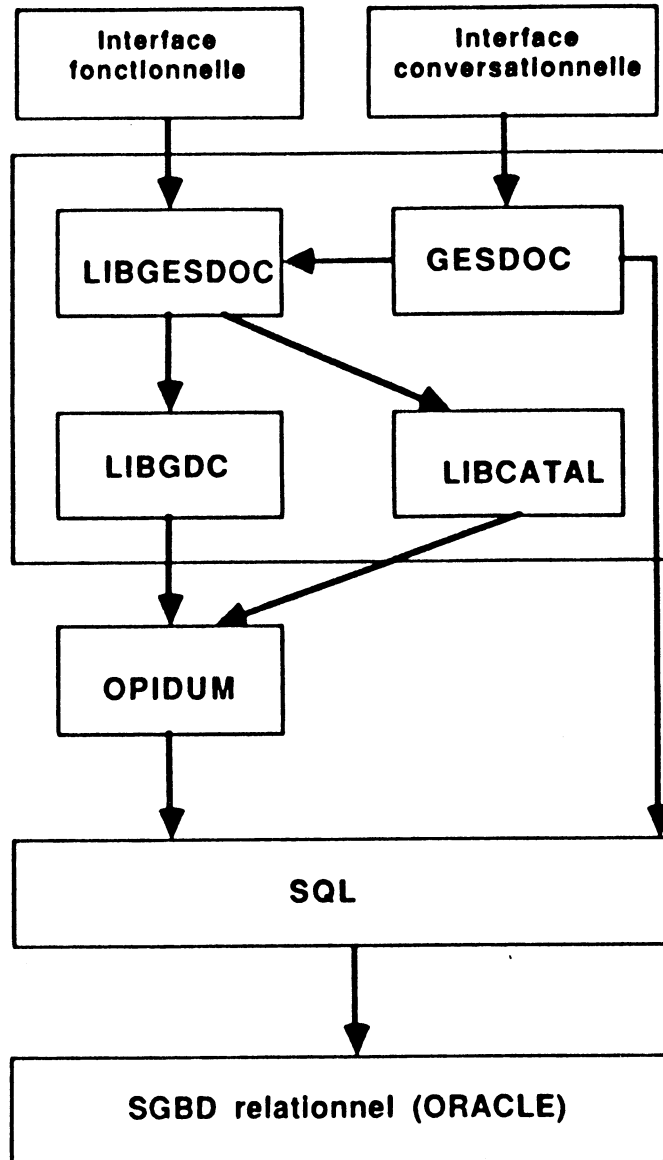 Interface
fonctionnelle
Interface
conversationnelle
LIBGESDOC
GESDOC
LIBGDC
LIBCATAL
OPIDUM
SQL
SGBD relationnel (ORACLE)